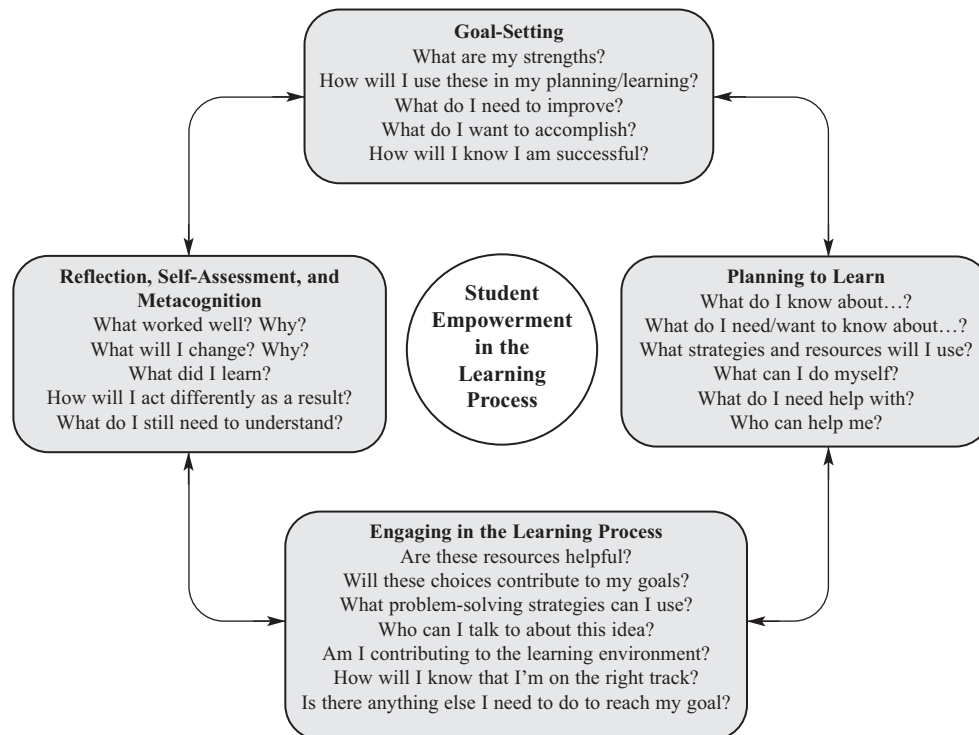 Goal-Setting
What are my strengths?
How will I use these in my planning/learning?
What do I need to improve?
What do I want to accomplish?
How will I know I am successful?
Reflection, Self-Assessment, and
Metacognition
What worked well? Why?
What will I change? Why?
What did I learn?
How will I act differently as a result?
What do I still need to understand?
Student
Empowerment
in the
Learning
Process
Planning to Learn
What do I know about…?
What do I need/want to know about…?
What strategies and resources will I use?
What can I do myself?
What do I need help with?
Who can help me?
Engaging in the Learning Process
Are these resources helpful?
Will these choices contribute to my goals?
What problem-solving strategies can I use?
Who can I talk to about this idea?
Am I contributing to the learning environment?
How will I know that I’m on the right track?
Is there anything else I need to do to reach my goal?